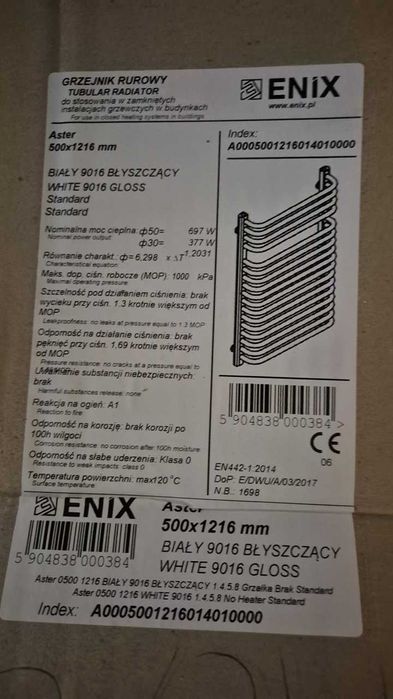 GRZEJNIK RUROWY
TUBULAR RADIATOR
do stosowania w zamkniętych
instalacjach grzewczych w budynkach
For use in closed heating systems in buildings
ENIX
www.enix.pl
Aster
500x1216 mm
Index:
A0005001216014010000
BIAŁY 9016 BŁYSZCZĄCY
WHITE 9016 GLOSS
Standard
Standard
Nominalna moc cieplna: ф50= 697 W
Nominal power output: ф30= 377 W
Równanie charakt.: ф=6,298 x ΔT1,2031
Characteristical equation:
Maks. dop. ciśn. robocze (MOP): 1000 kPa
Maximal operating pressure:
Szczelność pod działaniem ciśnienia: brak
wycieku przy ciśn. 1.3 krotnie większym od
MOP
Leakproofness: no leaks at pressure equal to 1.3 MOP
Odporność na działanie ciśnienia: brak
pęknięć przy ciśn. 1.69 krotnie większym
od MOP
Pressure resistance: no cracks at a pressure equal to
substancji niebezpiecznych:
brak
Harmful substances release: none
Reakcja na ogień: A1
Reaction to fire:
Odporność na korozję: brak korozji po
100h wilgoci
Corrosion resistance: no corrosion after 100h moisture
Odporność na słabe uderzenia: Klasa 0
Resistance to weak impacts: class 0
Temperatura powierzchni: max120°C
Surface temperature:
5 904838 000384 >
CE
06
EN442-1:2014
DoP: E/DWU/A/03/2017
N.B.: 1698
ENIX
Aster
500x1216 mm
5 904838 000384
BIAŁY 9016 BŁYSZCZĄCY
WHITE 9016 GLOSS
Aster 0500 1216 BIAŁY 9016 BŁYSZCZĄCY 1.4.5.8 Grzałka Brak Standard
Aster 0500 1216 WHITE 9016 1.4.5.8 No Heater Standard
Index: A0005001216014010000